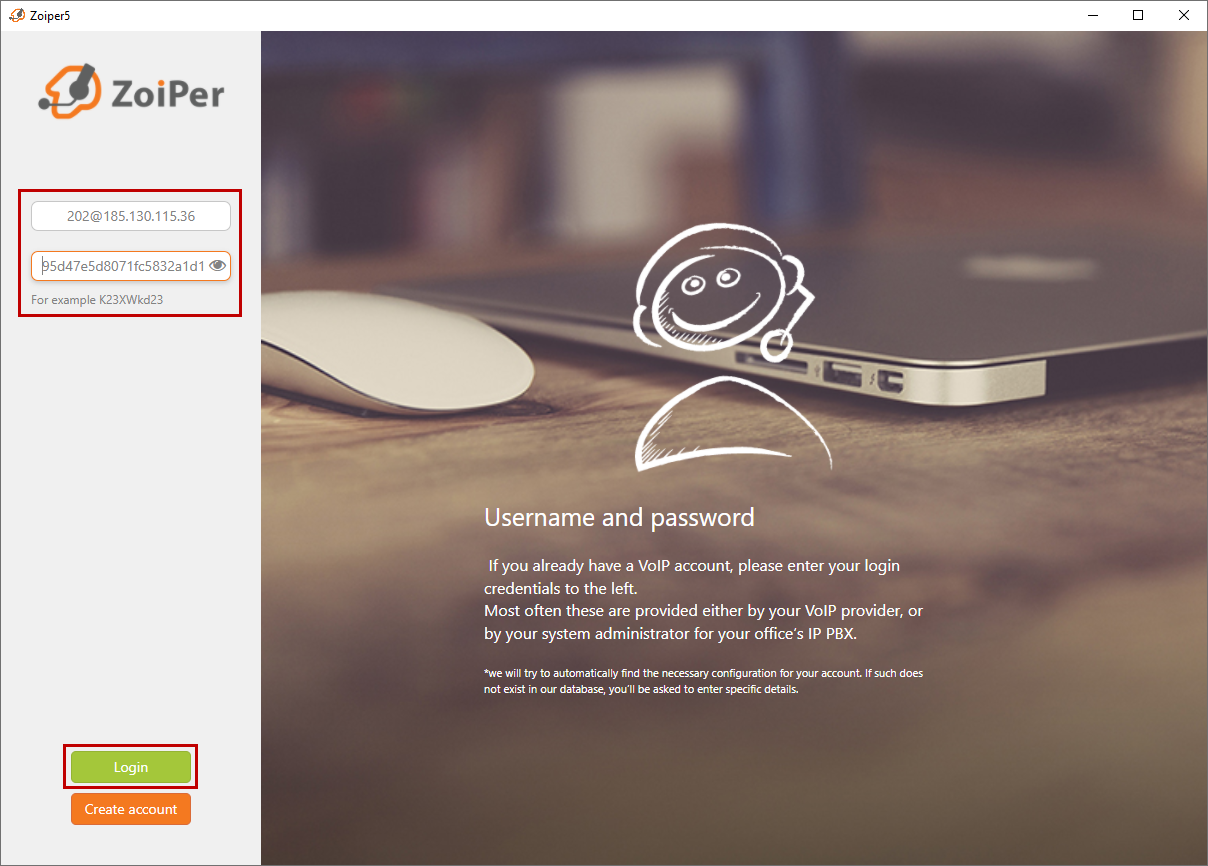 Zoiper5
ZoiPer
202@185.130.115.36
95d47e5d8071fc5832a1d1
For example K23XWkd23
Username and password
If you already have a VoIP account, please enter your login
credentials to the left.
Most often these are provided either by your VoIP provider, or
by your system administrator for your office's IP PBX.
*we will try to automatically find the necessary configuration for your account. If such does
not exist in our database, you'll be asked to enter specific details.
Login
Create account